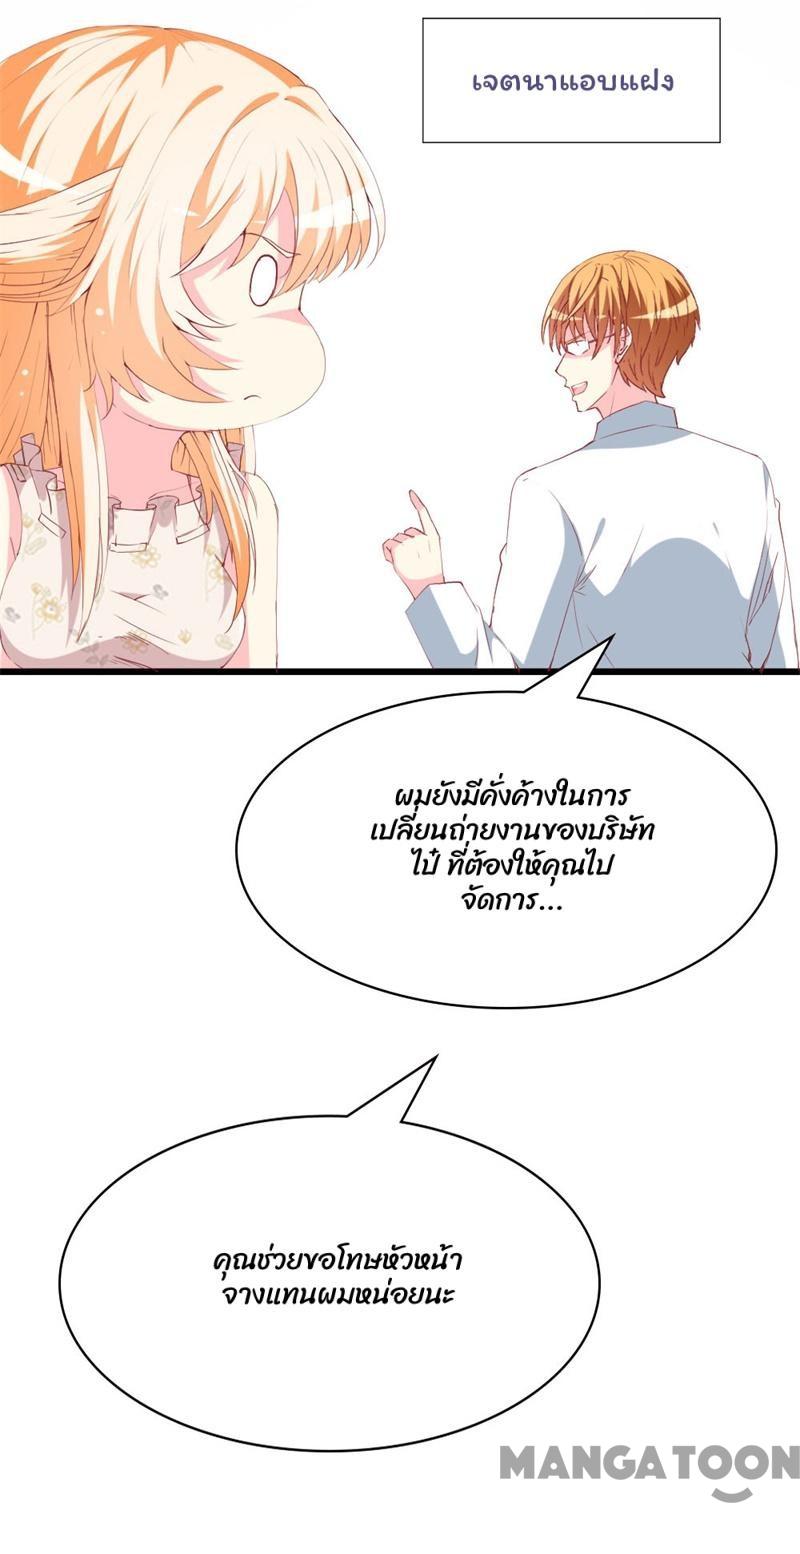 เจตนาแอบแฝง
ผมยังมีคั่งค้างในการ
เปลี่ยนถ่ายงานของบริษัท
ไป๋ ที่ต้องให้คุณไป
จัดการ...
คุณช่วยขอโทษหัวหน้า
จางแทนผมหน่อยนะ
MANGATOON